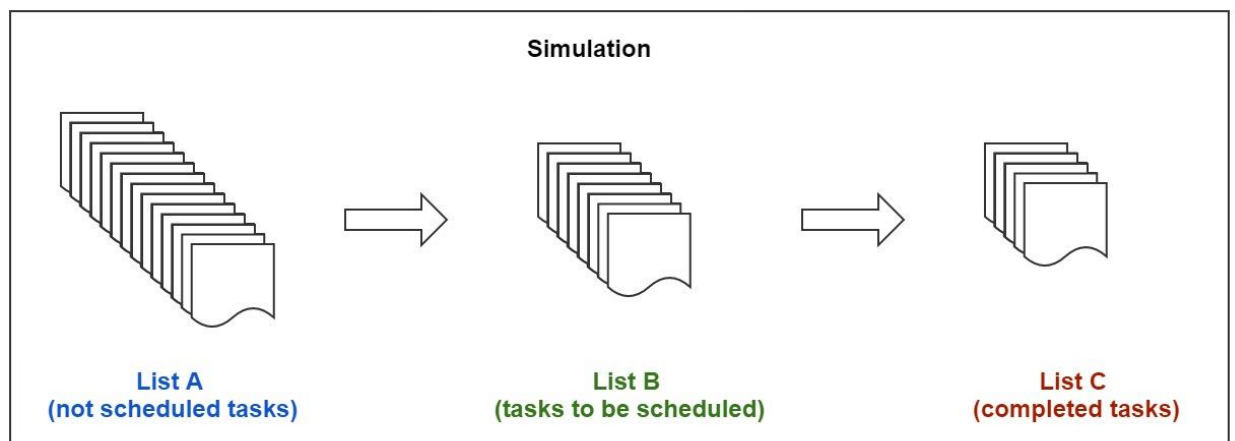 Simulation
List A
(not scheduled tasks)
List B
(tasks to be scheduled)
List C
(completed tasks)